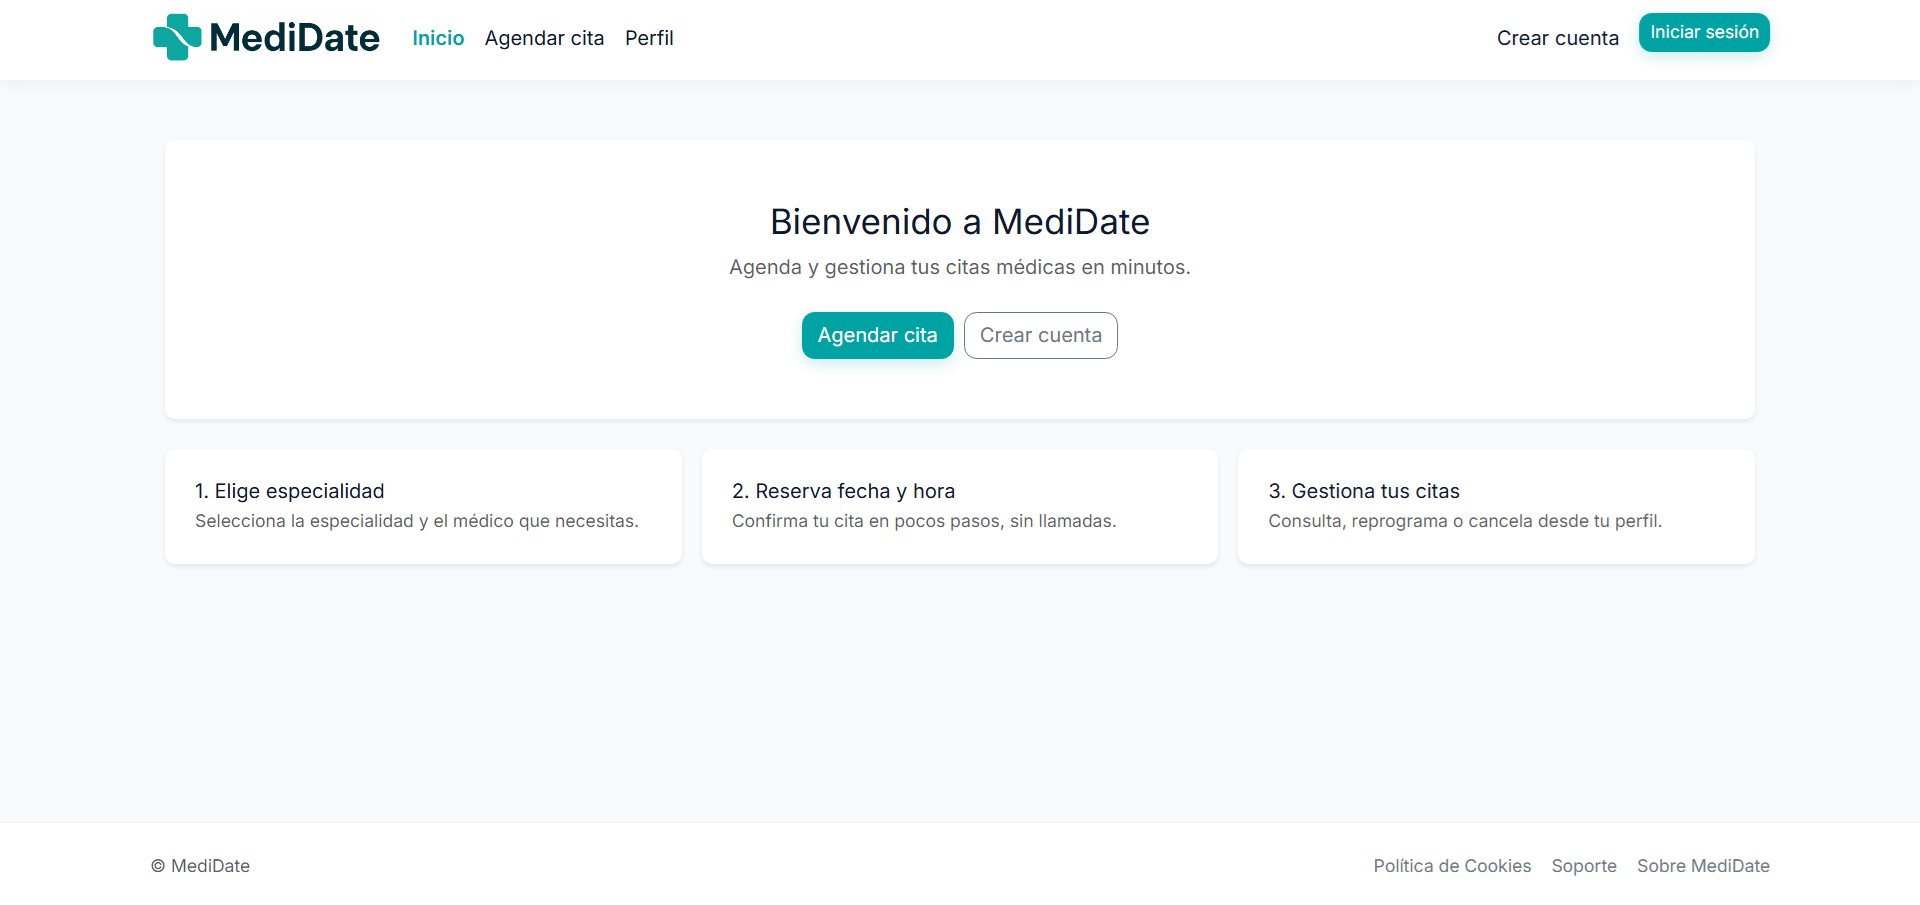 MediDate
Inicio
Agendar cita
Perfil
Crear cuenta
Iniciar sesión
Bienvenido a MediDate
Agenda y gestiona tus citas médicas en minutos.
Agendar cita
Crear cuenta
1. Elige especialidad
Selecciona la especialidad y el médico que necesitas.
2. Reserva fecha y hora
Confirma tu cita en pocos pasos, sin llamadas.
3. Gestiona tus citas
Consulta, reprograma o cancela desde tu perfil.
© MediDate
Política de Cookies
Soporte
Sobre MediDate